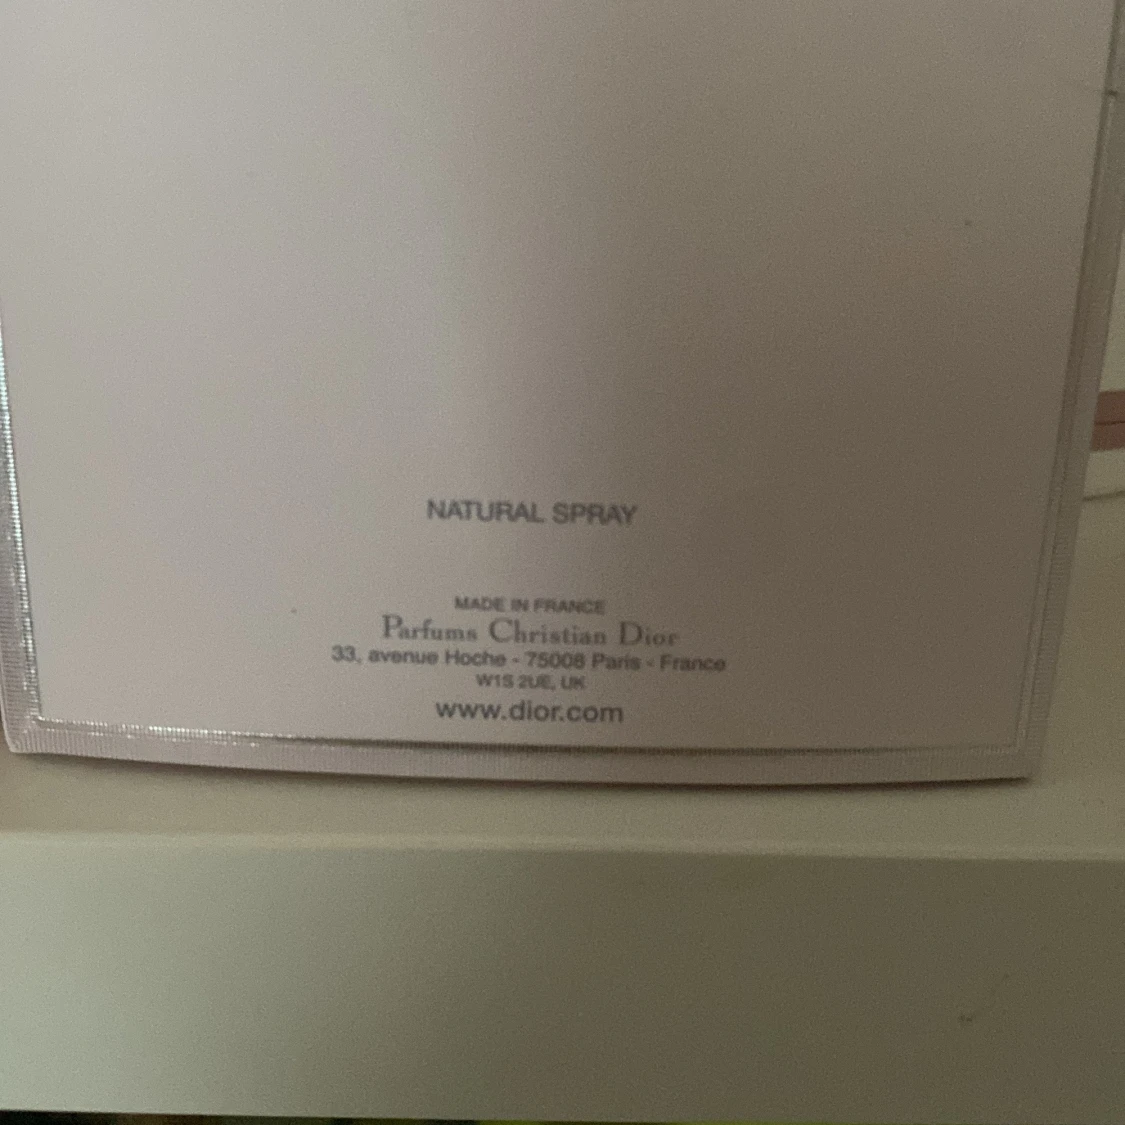 NATURAL SPRAY
MADE IN FRANCE
Parfums Christian Dior
33, avenue Hoche - 75008 Paris - France
W1S 2UE, UK
www.dior.com